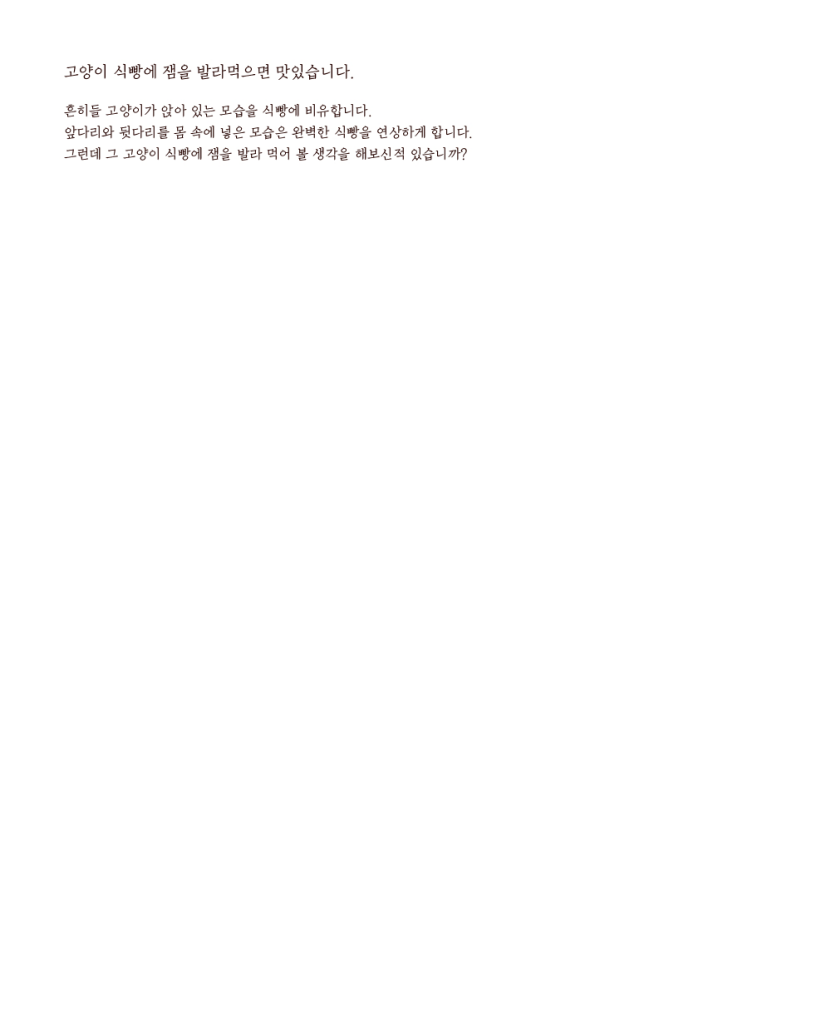 고양이 식빵에 잼을 발라먹으면 맛있습니다.
흔히들 고양이가 앉아 있는 모습을 식빵에 비유합니다.
앞다리와 뒷다리를 몸 속에 넣은 모습은 완벽한 식빵을 연상하게 합니다.
그런데 그 고양이 식빵에 잼을 발라 먹어 볼 생각을 해보신적 있습니까?